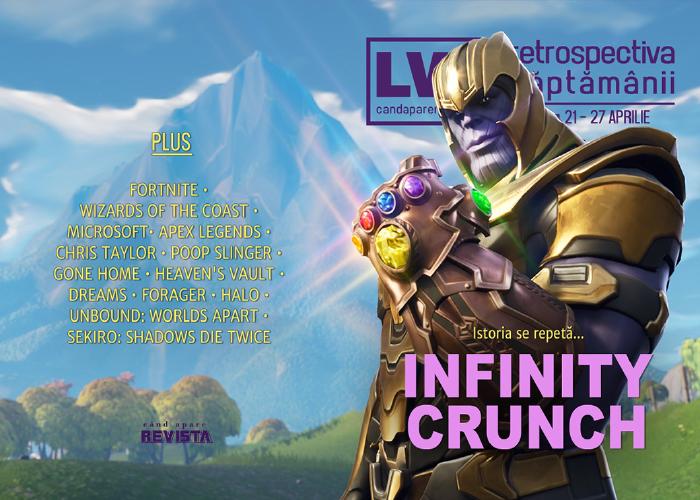 PLUS
FORTNITE •
WIZARDS OF THE COAST •
MICROSOFT• APEX LEGENDS •
CHRIS TAYLOR • POOP SLINGER •
GONE HOME • HEAVEN'S VAULT •
DREAMS • FORAGER • HALO •
UNBOUND: WORLDS APART •
SEKIRO: SHADOWS DIE TWICE
când apare
REVISTA
LV
retrospectiva
săptămânii
candapare
21 – 27 APRILIE
Istoria se repetă...
INFINITY
CRUNCH